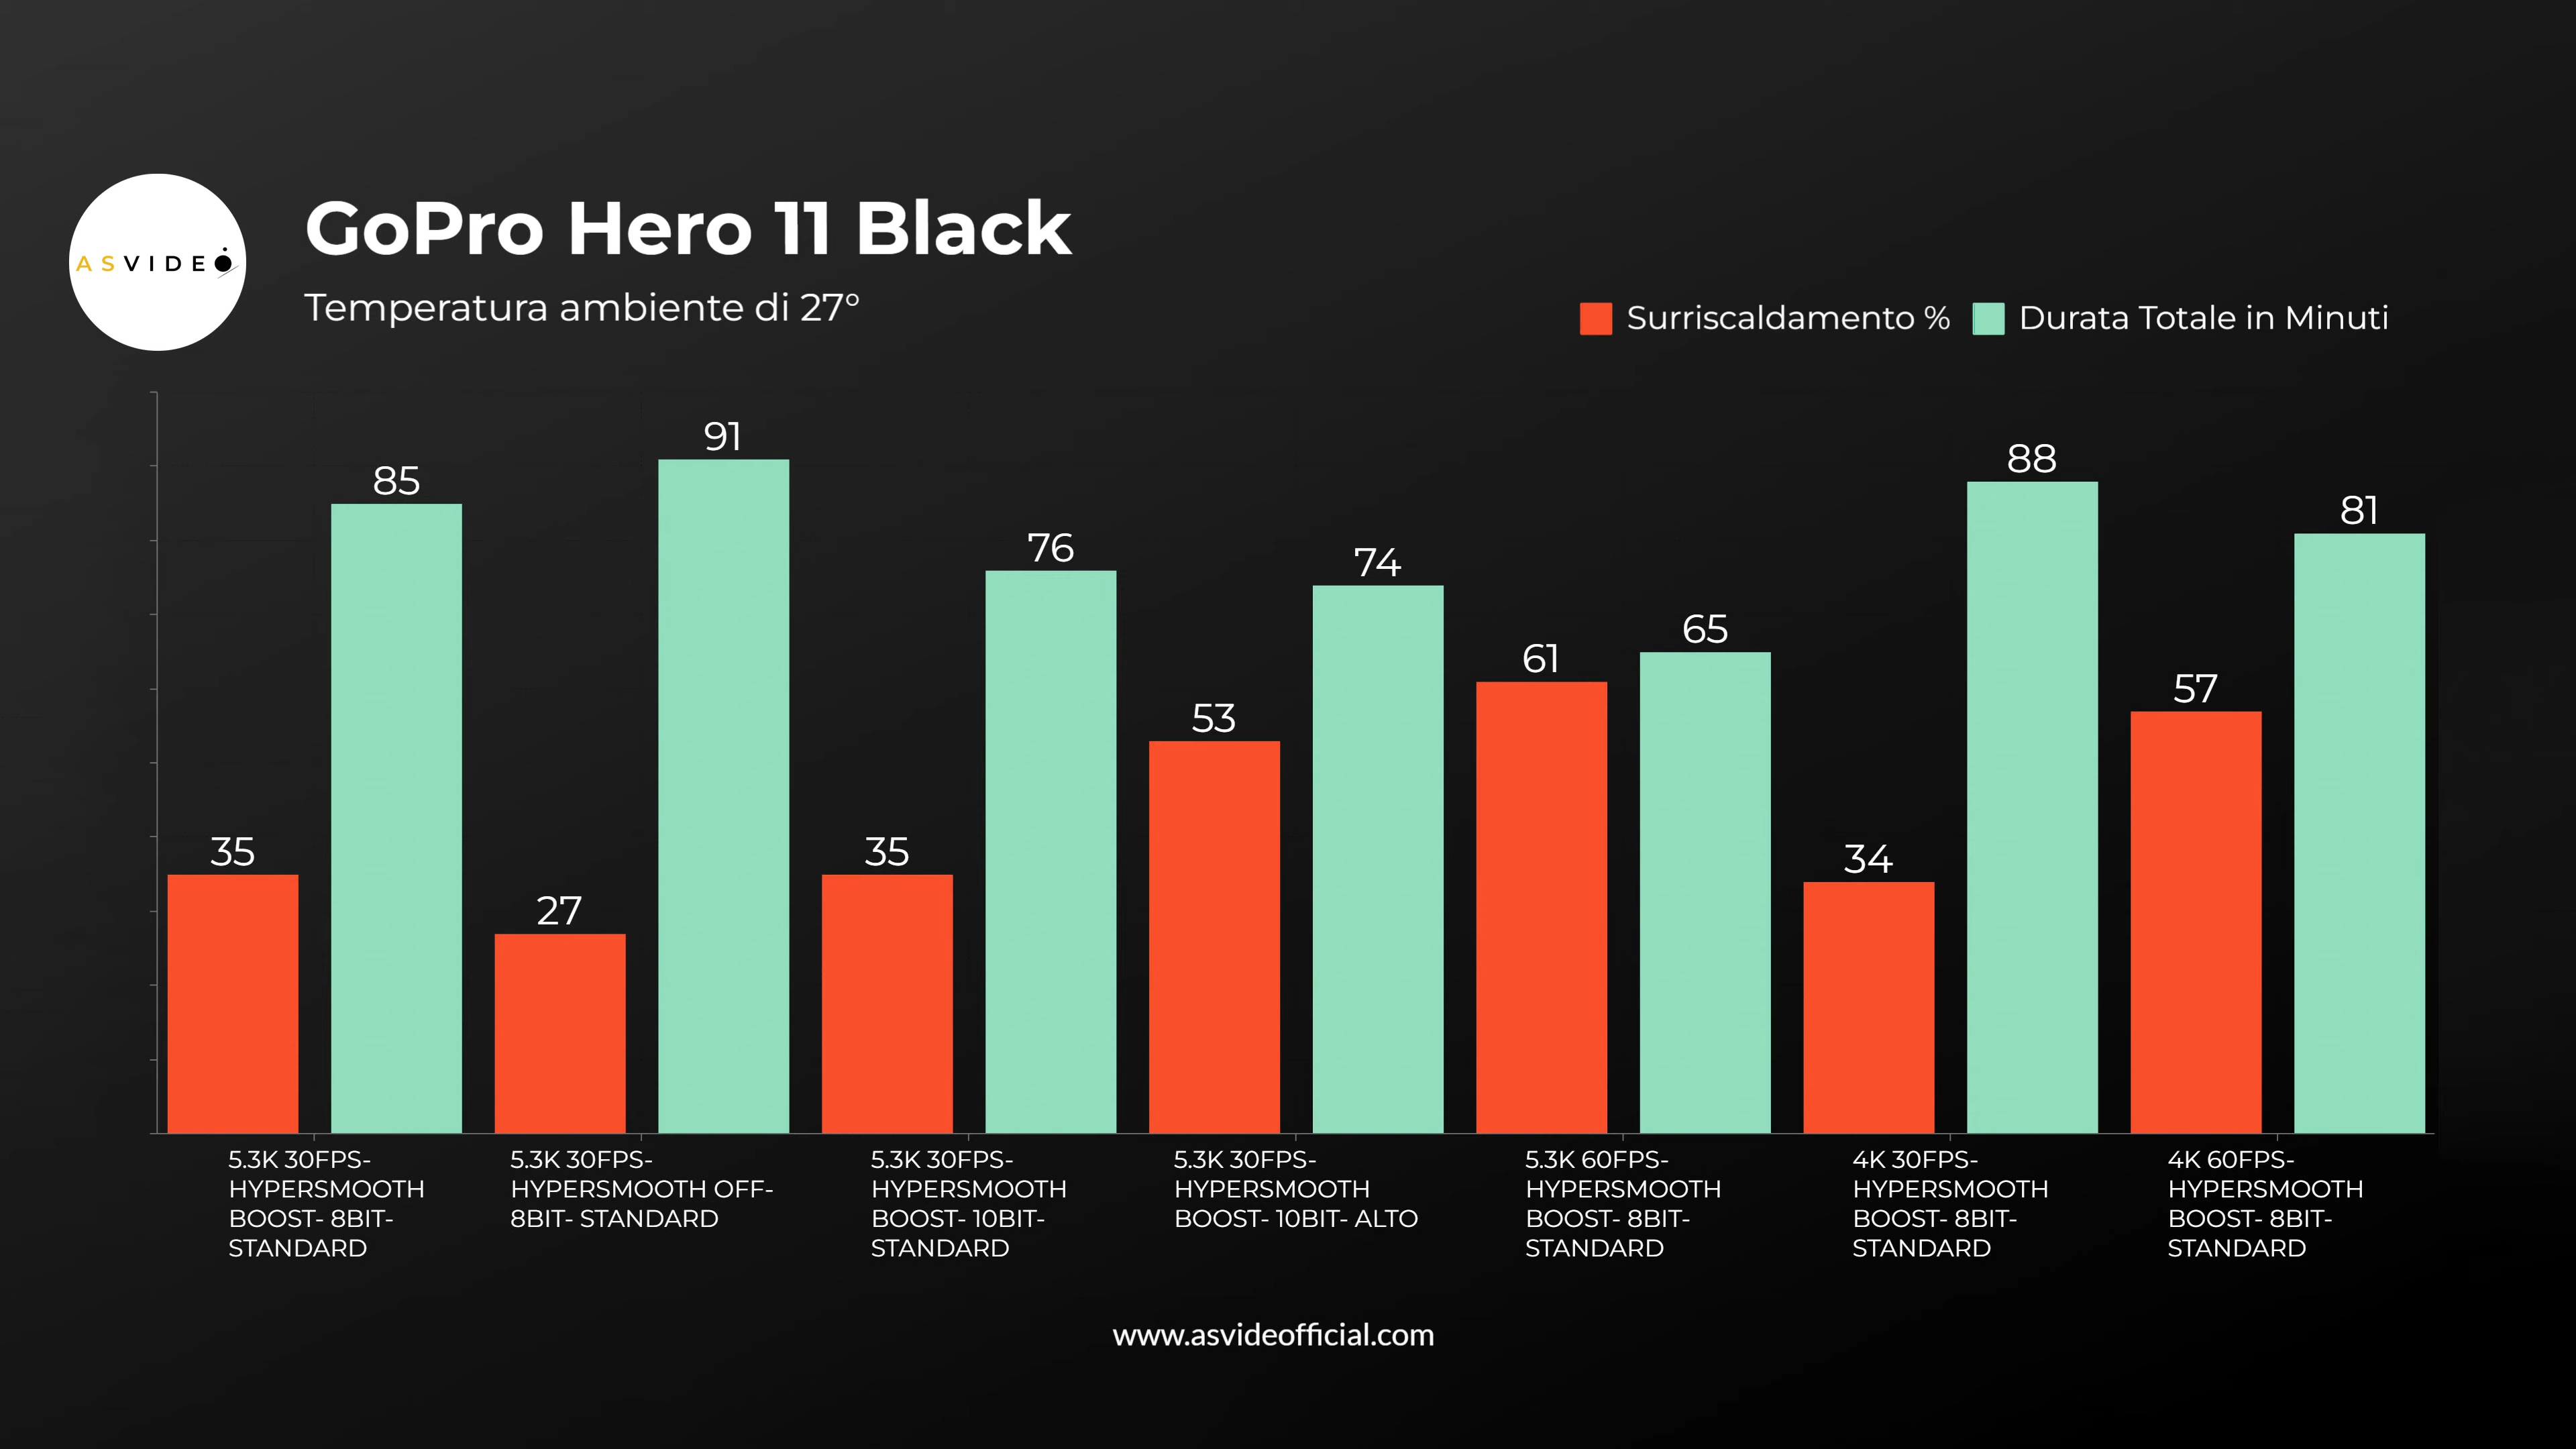 ASVIDEO
GoPro Hero 11 Black
Temperatura ambiente di 27°
Surriscaldamento % Durata Totale in Minuti
35 85 27 91 35 76 53 74 61 65 34 88 57 81
5.3K 30FPS-
HYPERSMOOTH
BOOST- 8BIT-
STANDARD
5.3K 30FPS-
HYPERSMOOTH OFF-
8BIT- STANDARD
5.3K 30FPS-
HYPERSMOOTH
BOOST- 10BIT-
STANDARD
5.3K 30FPS-
HYPERSMOOTH
BOOST- 10BIT- ALTO
5.3K 60FPS-
HYPERSMOOTH
BOOST- 8BIT-
STANDARD
4K 30FPS-
HYPERSMOOTH
BOOST- 8BIT-
STANDARD
4K 60FPS-
HYPERSMOOTH
BOOST- 8BIT-
STANDARD
www.asvideofficial.com